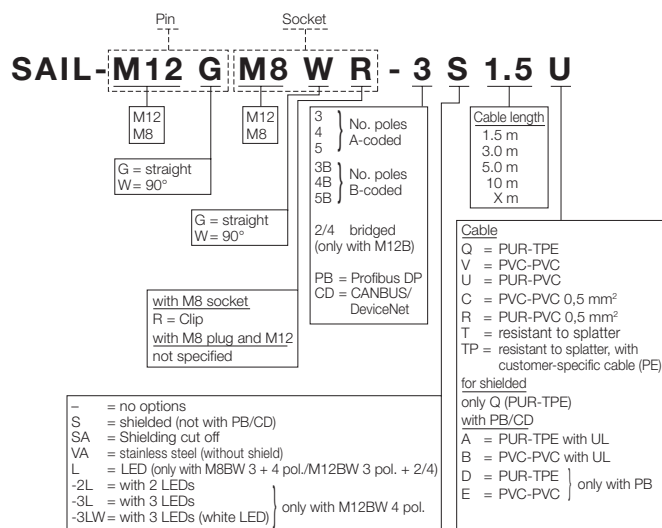 Pin
Socket
SAIL-M12 G M8 W R - 3 S 1.5 U
M12
M8
M12
M8
G = straight
W= 90°
G = straight
W= 90°
with M8 socket
R = Clip
with M8 plug and M12
not specified
3
4
5
No. poles
A-coded
3B
4B
5B
No. poles
B-coded
2/4 bridged
(only with M12B)
PB = Profibus DP
CD = CANBUS/
DeviceNet
Cable length
1.5 m
3.0 m
5.0 m
10 m
X m
– = no options
S = shielded (not with PB/CD)
SA = Shielding cut off
VA = stainless steel (without shield)
L = LED (only with M8BW 3 + 4 pol./M12BW 3 pol. + 2/4)
-2L = with 2 LEDs
-3L = with 3 LEDs
-3LW = with 3 LEDs (white LED)
only with M12BW 4 pol.
Cable
Q = PUR-TPE
V = PVC-PVC
U = PUR-PVC
C = PVC-PVC 0,5 mm²
R = PUR-PVC 0,5 mm²
T = resistant to splatter
TP = resistant to splatter, with
customer-specific cable (PE)
for shielded
only Q (PUR-TPE)
with PB/CD
A = PUR-TPE with UL
B = PVC-PVC with UL
D = PUR-TPE
E = PVC-PVC
only with PB